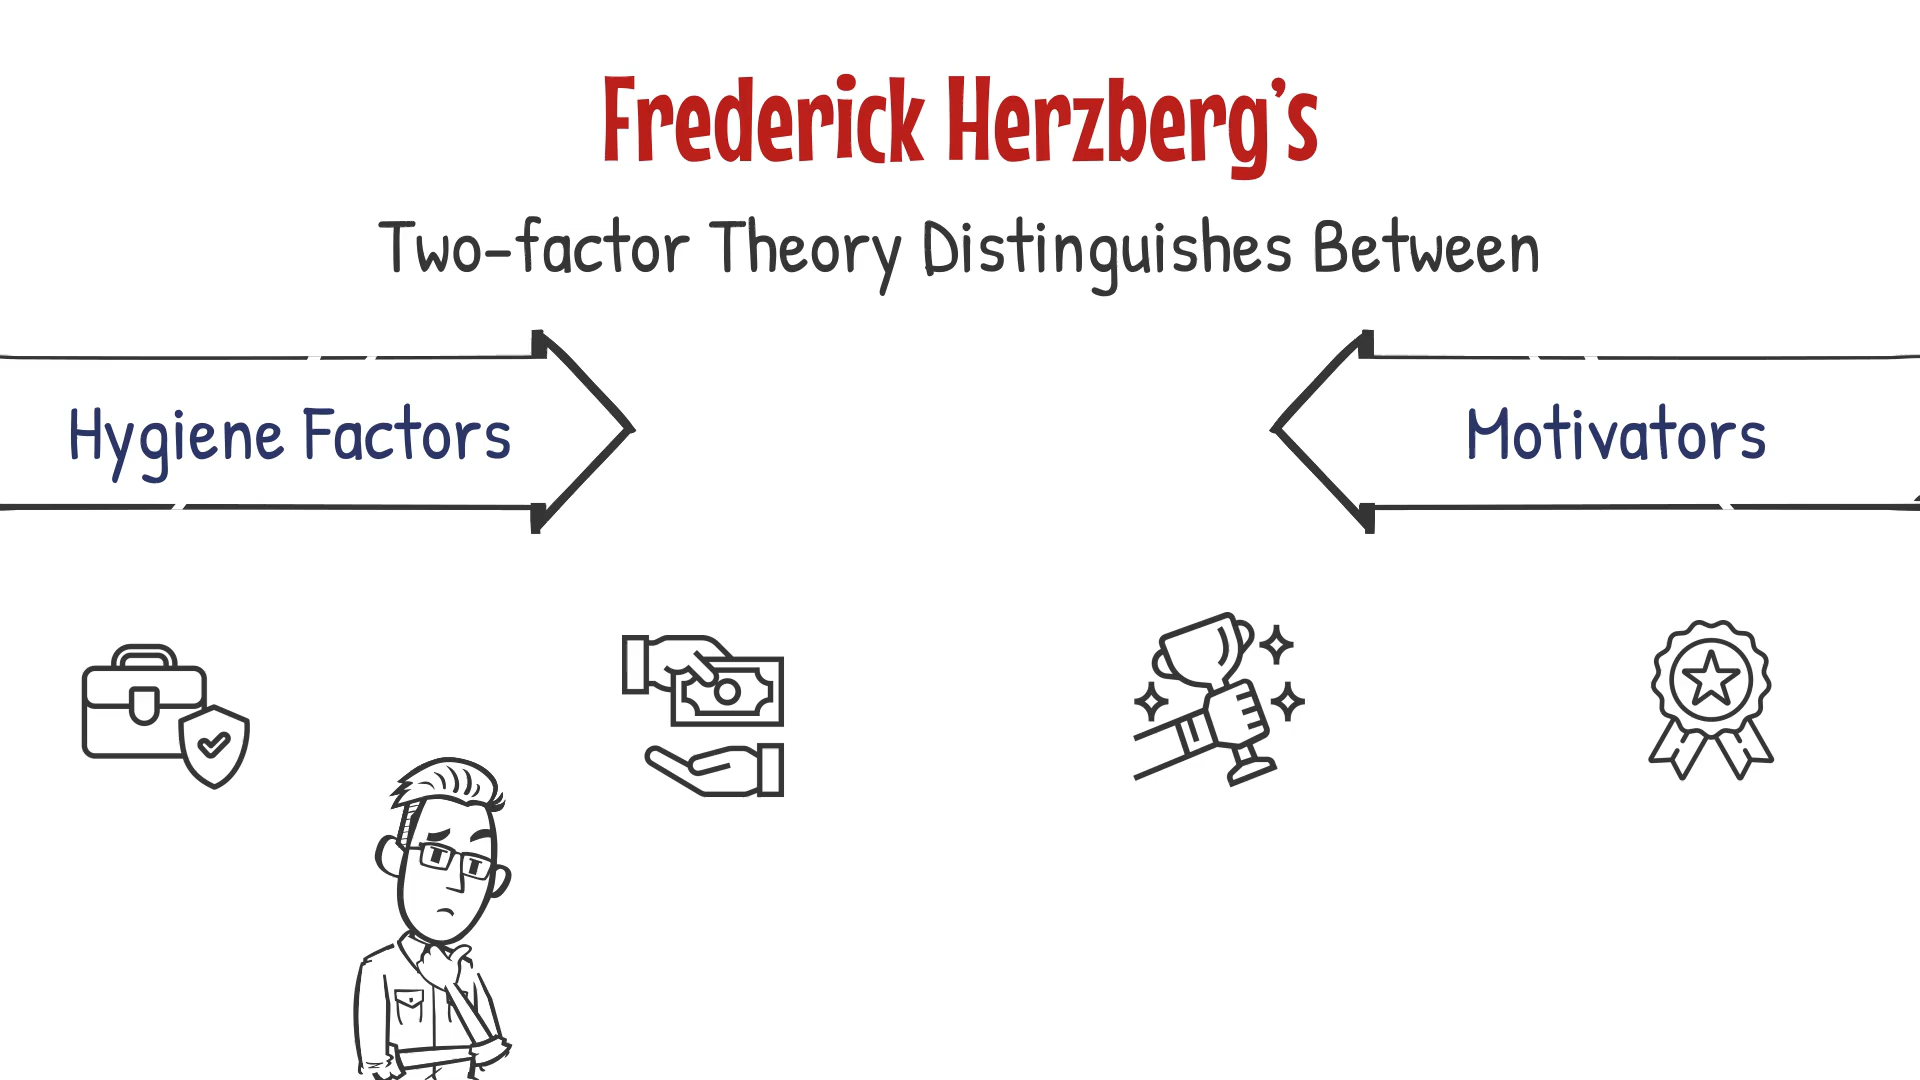 Frederick Herzberg's
Two-factor Theory Distinguishes Between
Hygiene Factors
Motivators